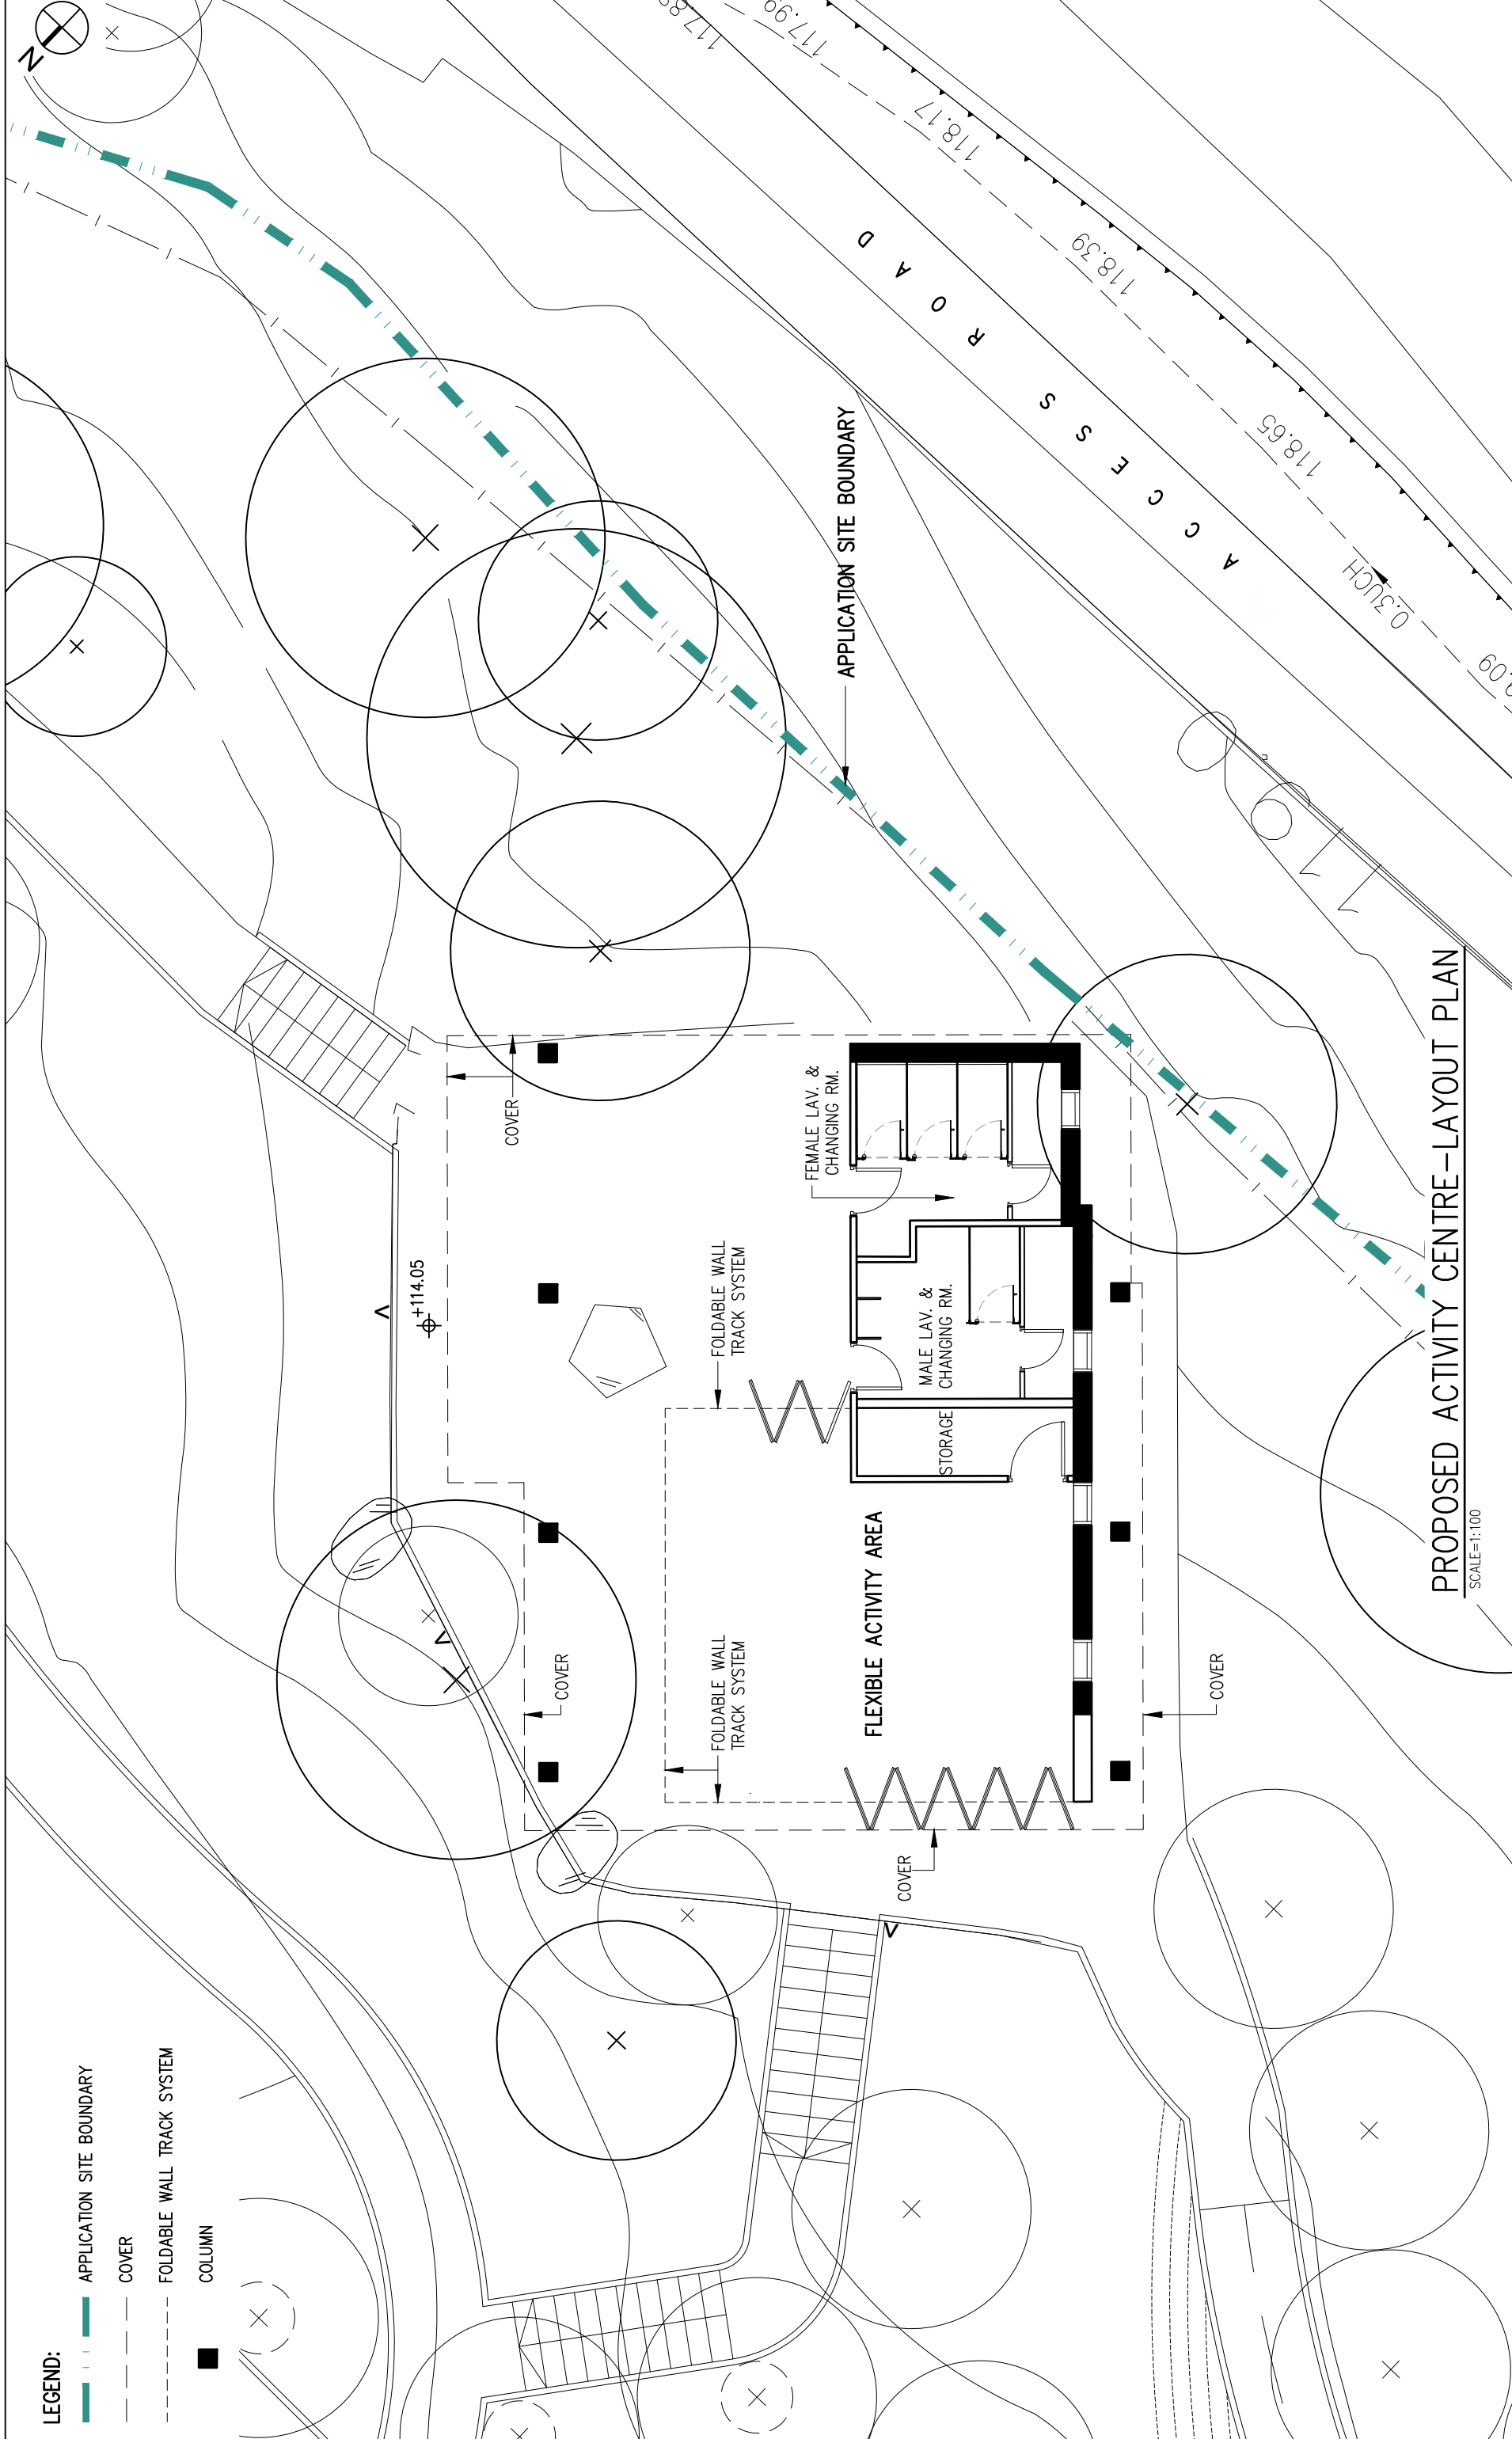 N
117.99
118.17
118.39
118.65
0.3UCH
ACCESS ROAD
APPLICATION SITE BOUNDARY
COVER
+114.05
FOLDABLE WALL
TRACK SYSTEM
FEMALE LAV. &
CHANGING RM.
MALE LAV. &
CHANGING RM.
STORAGE
FLEXIBLE ACTIVITY AREA
FOLDABLE WALL
TRACK SYSTEM
COVER
COVER
COVER
PROPOSED ACTIVITY CENTRE-LAYOUT PLAN
SCALE=1:100
LEGEND:
APPLICATION SITE BOUNDARY
COVER
FOLDABLE WALL TRACK SYSTEM
COLUMN